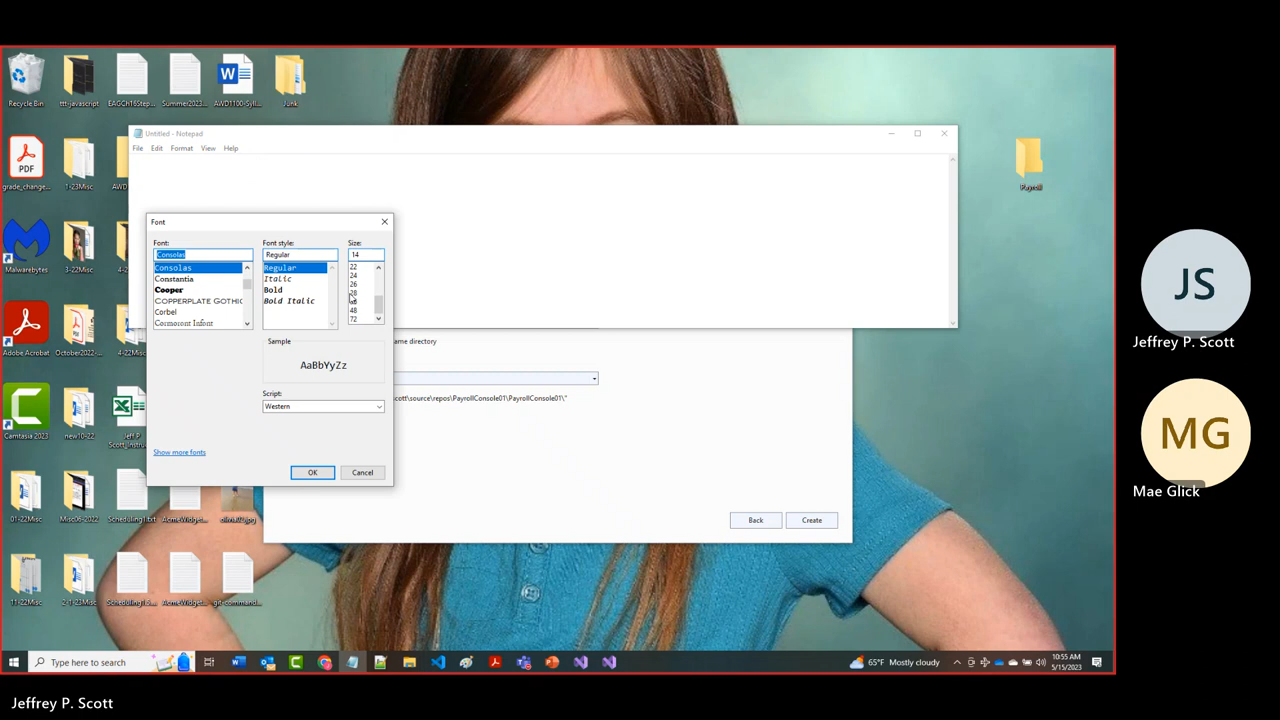 Recycle Bin
ttt-javascript
EAGCh16Step...
Summer2023...
AWD1100-Syll...
Junk
Untitled - Notepad
File Edit Format View Help
PDF
grade_change...
1-23Misc
AWD
Payroll
Font
Font: Font style: Size:
Consolas Regular 14
Consolas
Constantia
Cooper
COPPERPLATE GOTHIC
Corbel
Cormorant Infant
Regular
Italic
Bold
Bold Italic
22
24
26
28
48
72
Malwarebytes
3-22Misc
Sample
AaBbYyZz
Script:
Western
Show more fonts
OK Cancel
ame directory
scott\source\repos\PayrollConsole01\PayrollConsole01\"
Back Create
Adobe Acrobat
October2022-...
4-22Misc
Camtasia 2023
new10-22
Jeff P
Scott_Instru...
01-22Misc
Misc06-2022
Scheduling1.txt
AcmeWidget...
11-22Misc
2-1-23Misc
AcmeWidget...
git-command...
Type here to search
65°F Mostly cloudy
10:55 AM
5/15/2023
JS
Jeffrey P. Scott
MG
Mae Glick
Jeffrey P. Scott